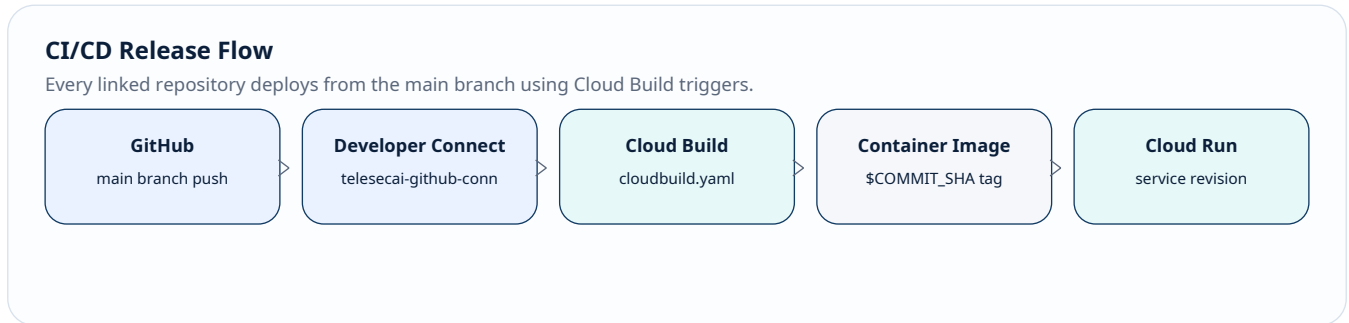 CI/CD Release Flow
Every linked repository deploys from the main branch using Cloud Build triggers.
GitHub
main branch push
Developer Connect
telesecai-github-conn
Cloud Build
cloudbuild.yaml
Container Image
$COMMIT_SHA tag
Cloud Run
service revision